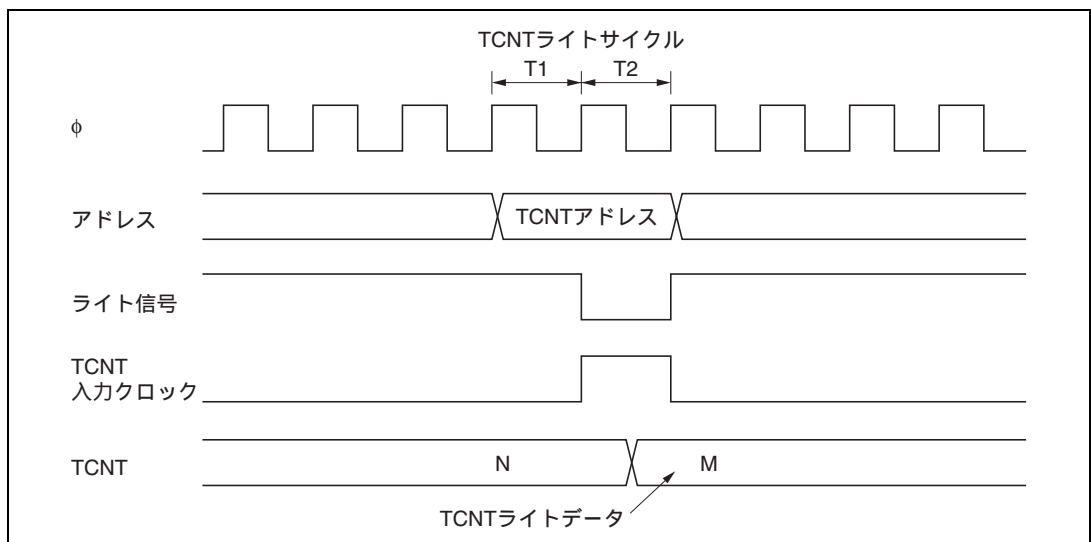 TCNTライトサイクル
T1 T2
φ
アドレス
TCNTアドレス
ライト信号
TCNT
入力クロック
TCNT
N
M
TCNTライトデータ